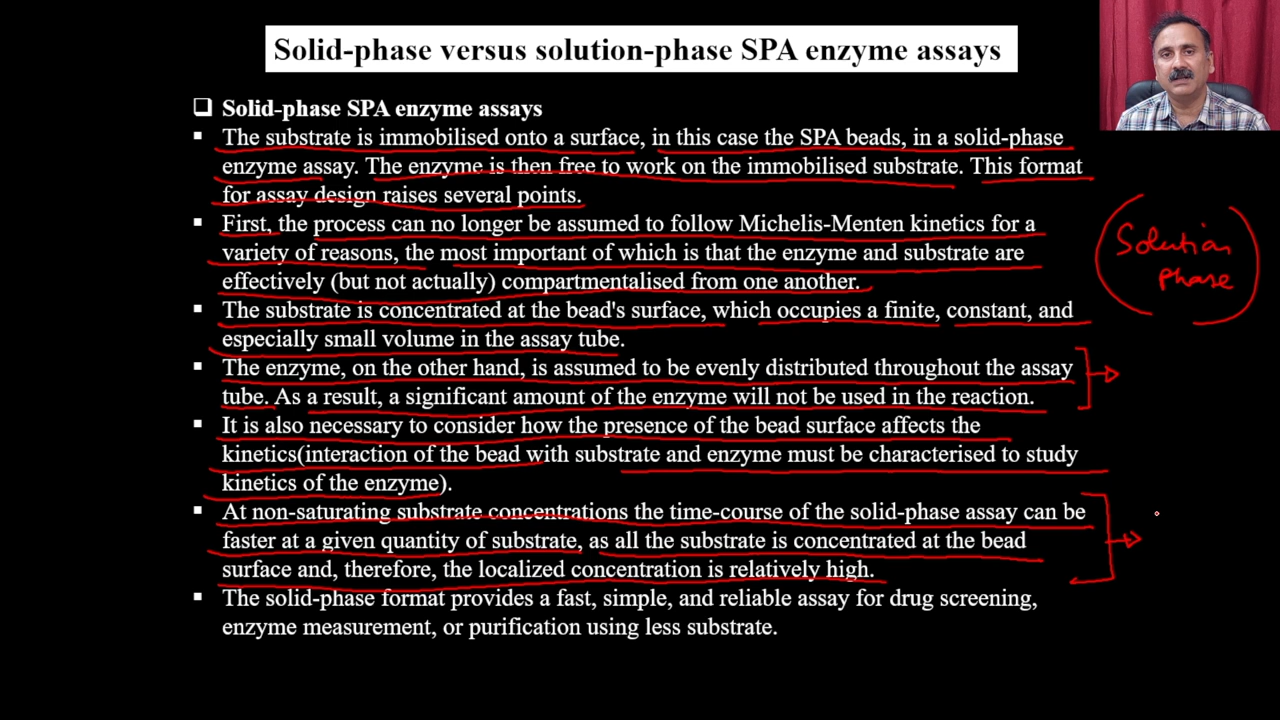 Solid-phase versus solution-phase SPA enzyme assays
❑ Solid-phase SPA enzyme assays
▪ The substrate is immobilised onto a surface, in this case the SPA beads, in a solid-phase
enzyme assay. The enzyme is then free to work on the immobilised substrate. This format
for assay design raises several points.
▪ First, the process can no longer be assumed to follow Michelis-Menten kinetics for a
variety of reasons, the most important of which is that the enzyme and substrate are
effectively (but not actually) compartmentalised from one another.
▪ The substrate is concentrated at the bead's surface, which occupies a finite, constant, and
especially small volume in the assay tube.
▪ The enzyme, on the other hand, is assumed to be evenly distributed throughout the assay
tube. As a result, a significant amount of the enzyme will not be used in the reaction.
▪ It is also necessary to consider how the presence of the bead surface affects the
kinetics(interaction of the bead with substrate and enzyme must be characterised to study
kinetics of the enzyme).
▪ At non-saturating substrate concentrations the time-course of the solid-phase assay can be
faster at a given quantity of substrate, as all the substrate is concentrated at the bead
surface and, therefore, the localized concentration is relatively high.
▪ The solid-phase format provides a fast, simple, and reliable assay for drug screening,
enzyme measurement, or purification using less substrate.
Solution
Phase